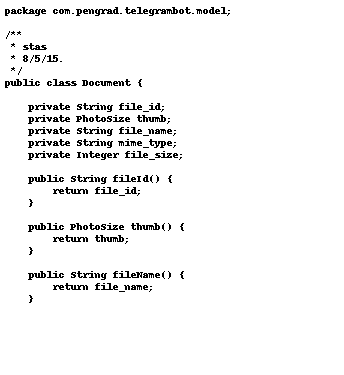 package com.pengrad.telegrambot.model;

/**
 * stas
 * 8/5/15.
 */
public class Document {

    private String file_id;
    private PhotoSize thumb;
    private String file_name;
    private String mime_type;
    private Integer file_size;

    public String fileId() {
        return file_id;
    }

    public PhotoSize thumb() {
        return thumb;
    }

    public String fileName() {
        return file_name;
    }